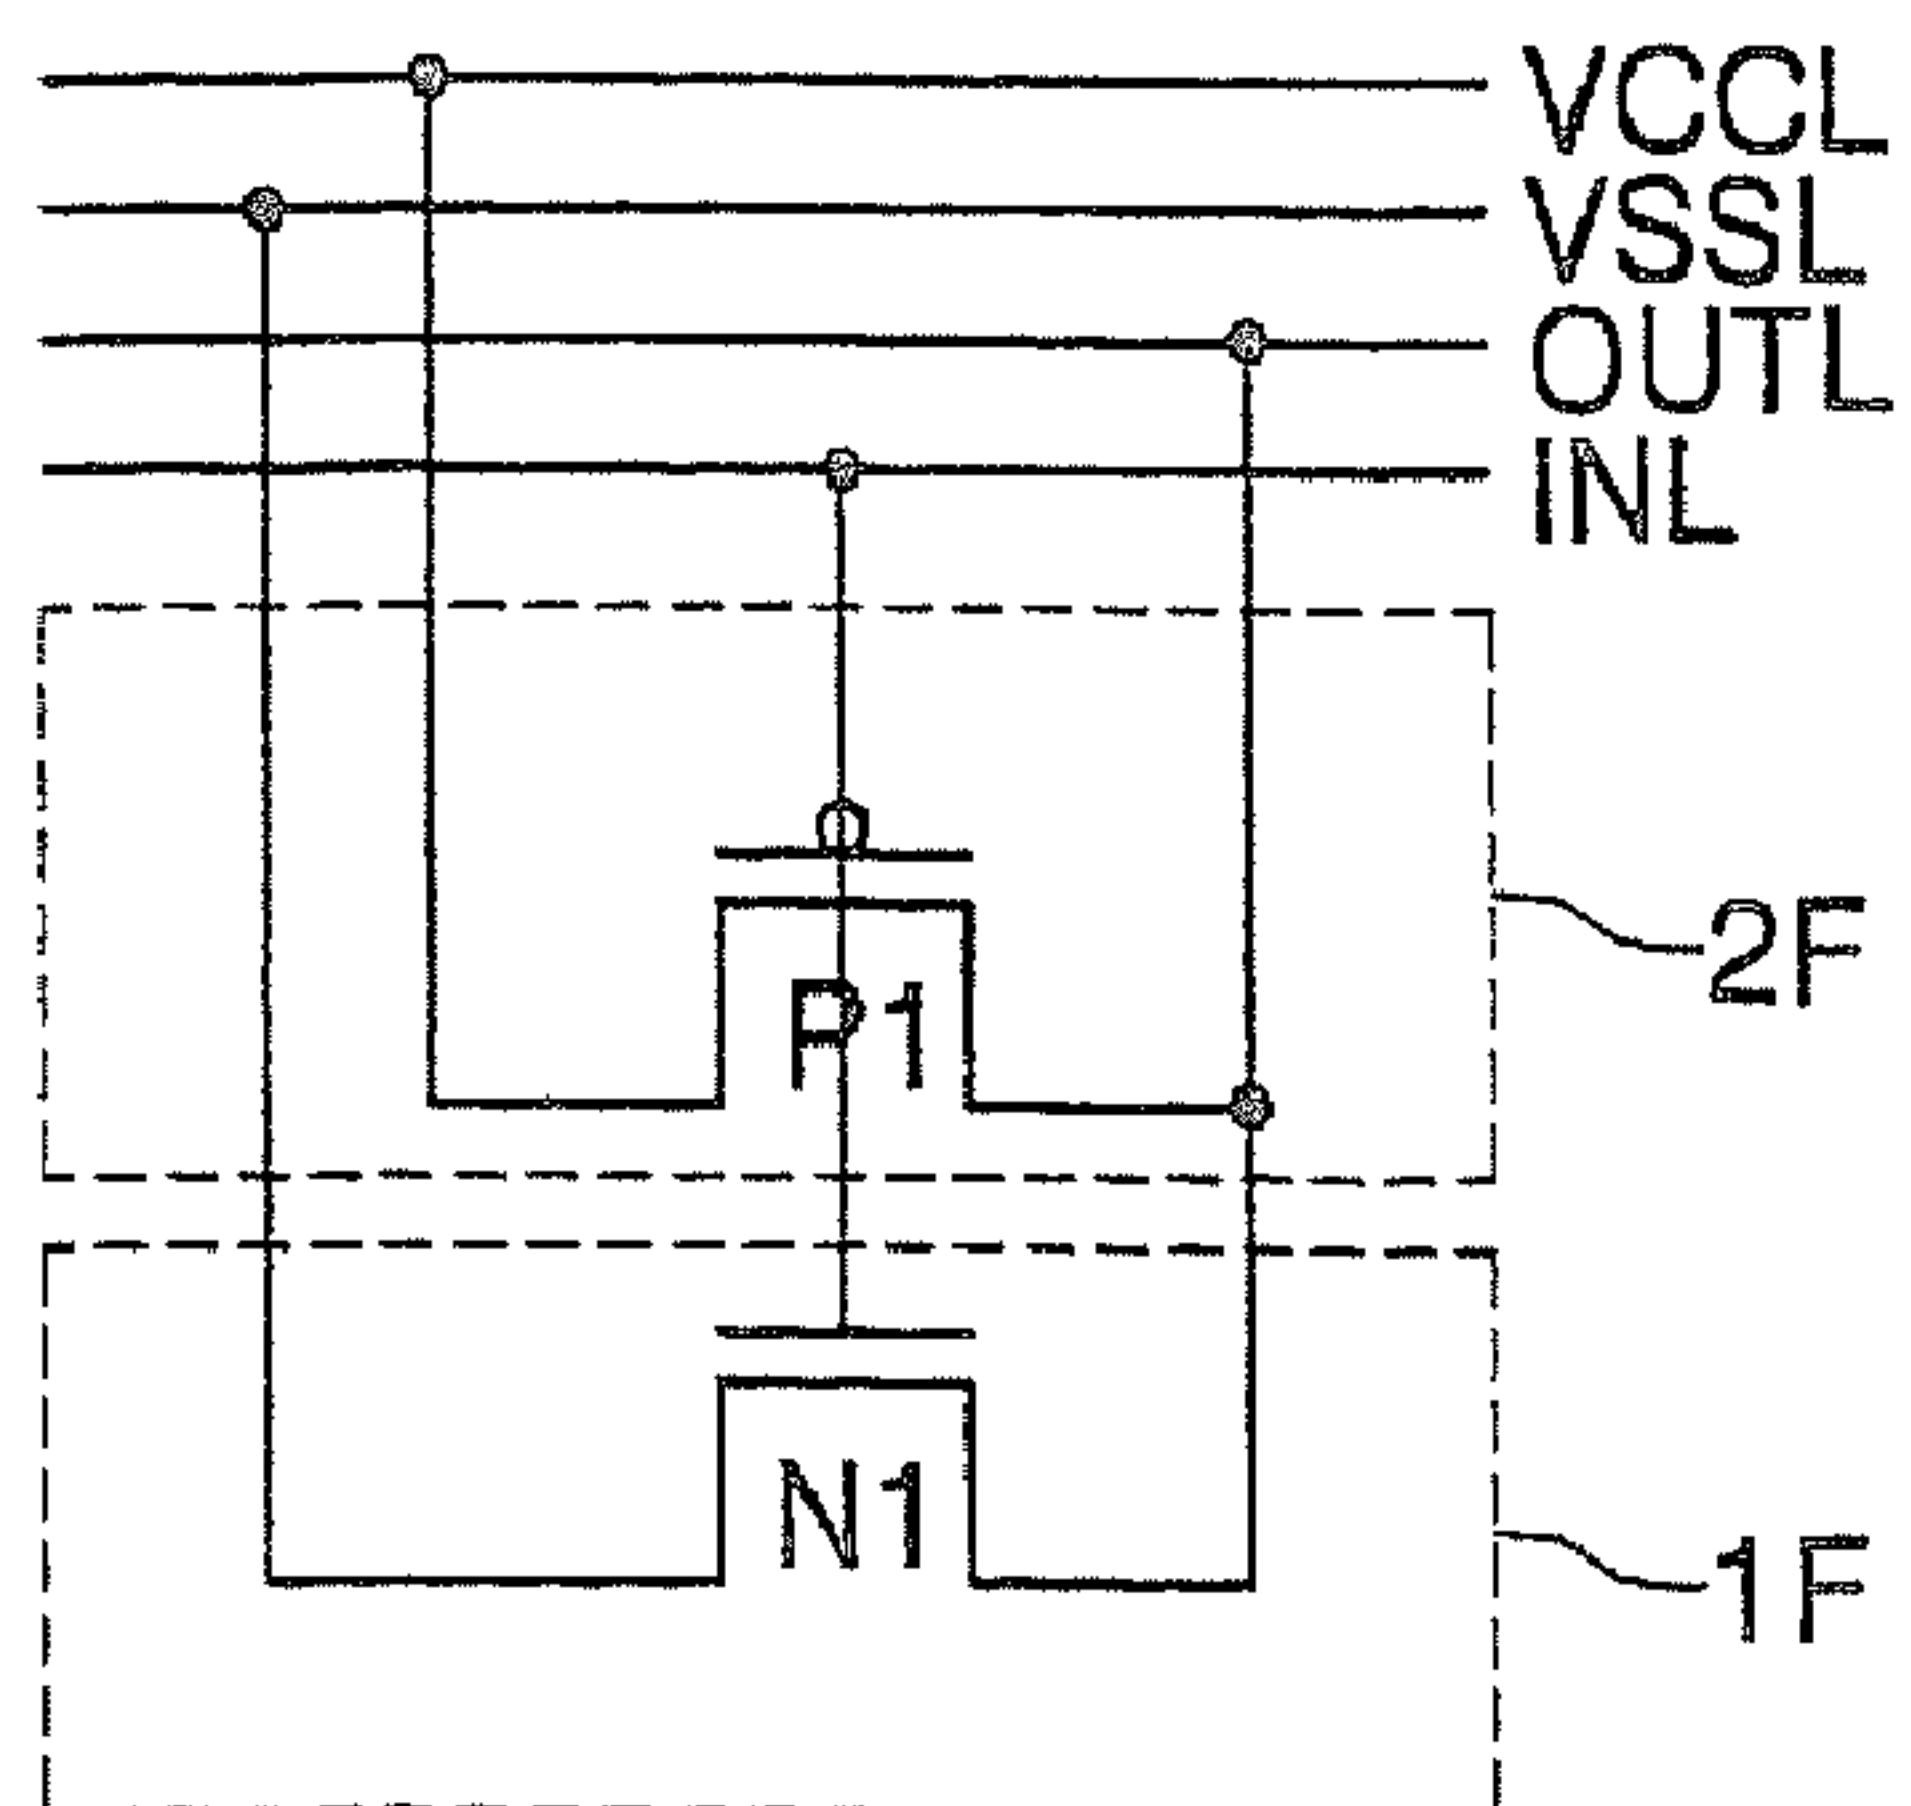 VCCL
VSSL
OUTL
INL
2F
P1
N1
1F